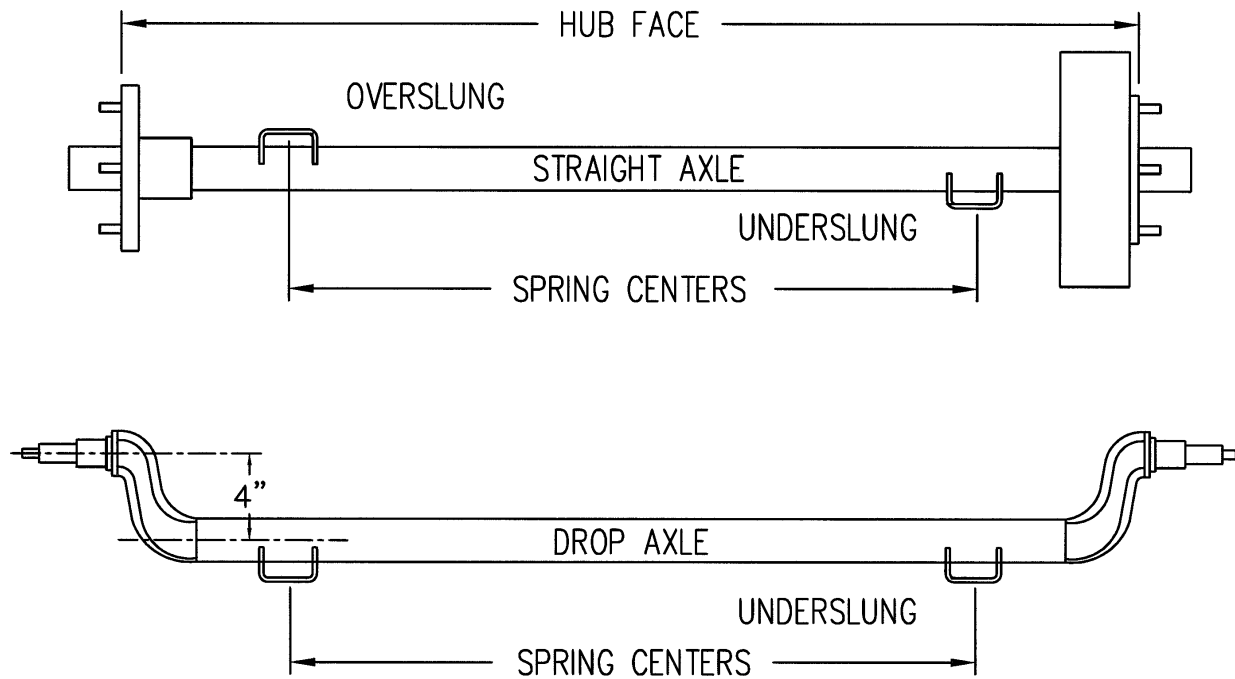 HUB FACE
OVERSLUNG
STRAIGHT AXLE
UNDERSLUNG
SPRING CENTERS
4”
DROP AXLE
UNDERSLUNG
SPRING CENTERS